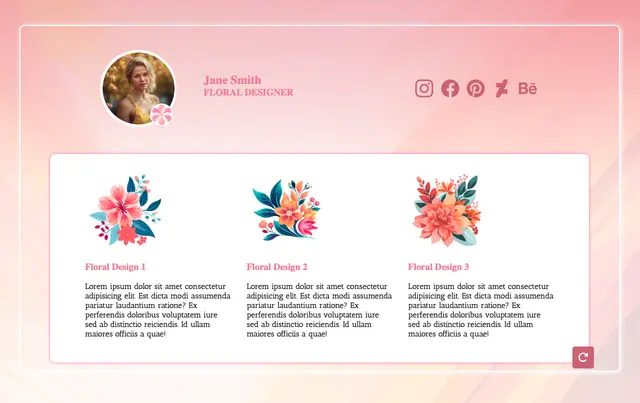 Jane Smith
FLORAL DESIGNER
Bē
Floral Design 1
Lorem ipsum dolor sit amet consectetur
adipisicing elit. Est dicta modi assumenda
pariatur laudantium ratione? Ex
perferendis doloribus voluptatem iure
sed ab distinctio reiciendis. Id ullam
maiores officiis a quae!
Floral Design 2
Lorem ipsum dolor sit amet consectetur
adipisicing elit. Est dicta modi assumenda
pariatur laudantium ratione? Ex
perferendis doloribus voluptatem iure
sed ab distinctio reiciendis. Id ullam
maiores officiis a quae!
Floral Design 3
Lorem ipsum dolor sit amet consectetur
adipisicing elit. Est dicta modi assumenda
pariatur laudantium ratione? Ex
perferendis doloribus voluptatem iure
sed ab distinctio reiciendis. Id ullam
maiores officiis a quae!